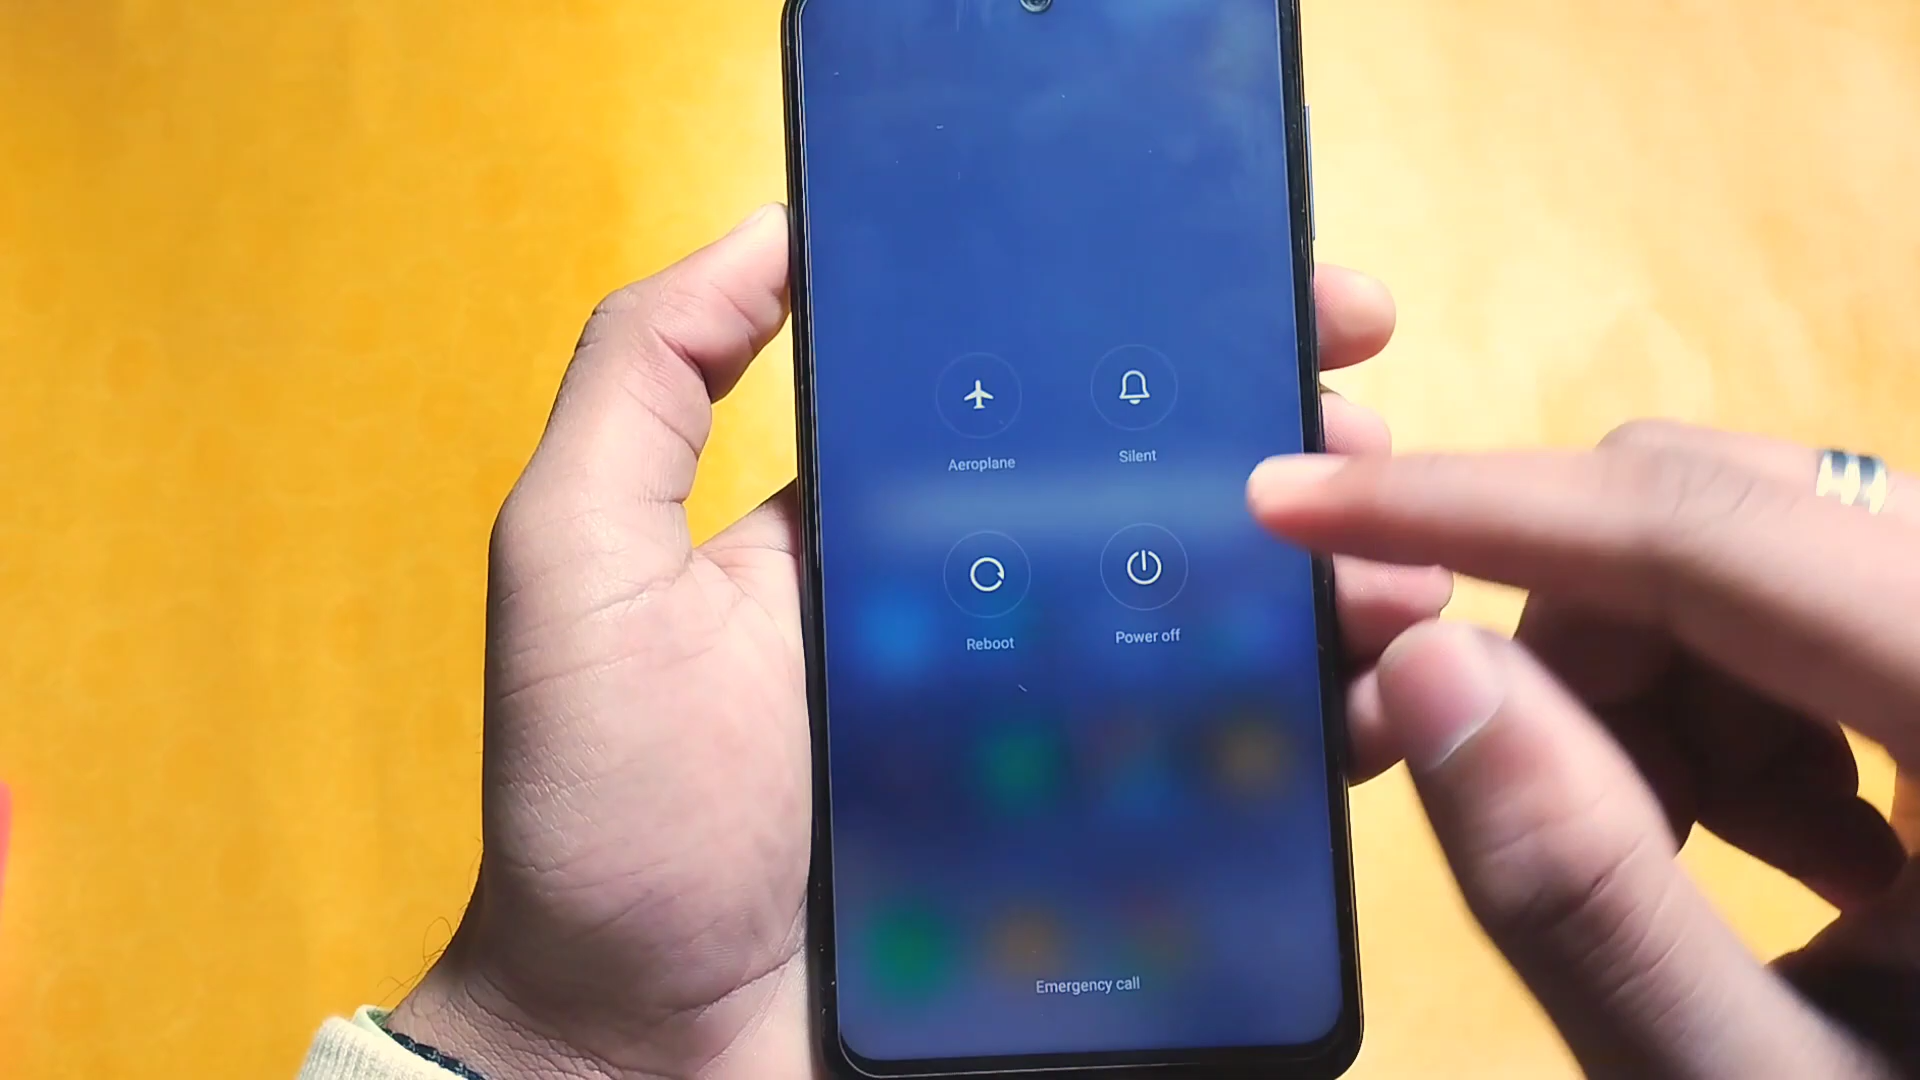 Aeroplane
Silent
Reboot
Power off
Emergency call